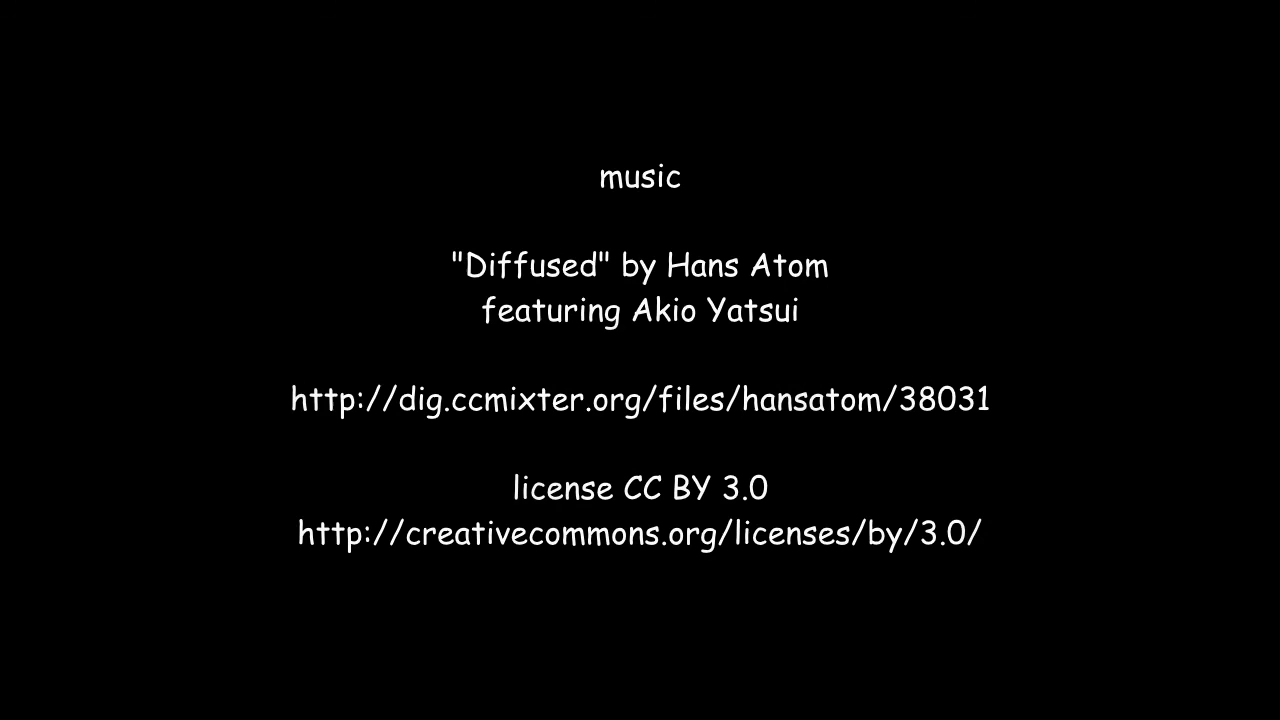 music
"Diffused" by Hans Atom
featuring Akio Yatsui
http://dig.ccmixter.org/files/hansatom/38031
license CC BY 3.0
http://creativecommons.org/licenses/by/3.0/